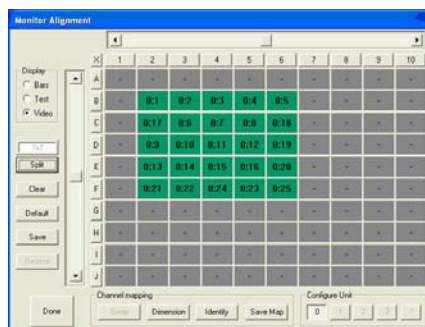 Monitor Alignment
X 1 2 3 4 5 6 7 8 9 10
Display
Bars
Test
Video
A - - - - - - - - - -
B - 0:1 0:2 0:3 0:4 0:5 - - - -
C - 0:17 0:6 0:7 0:8 0:18 - - - -
D - 0:9 0:10 0:11 0:12 0:19 - - - -
E - 0:13 0:14 0:15 0:16 0:20 - - - -
F - 0:21 0:22 0:24 0:23 0:25 - - - -
G - - - - - - - - - -
H - - - - - - - - - -
I - - - - - - - - - -
J - - - - - - - - - -
Split
Clear
Default
Save
Done
Channel mapping
Swap Dimension Identify Save Map
Configure Unit
0 1 2 3